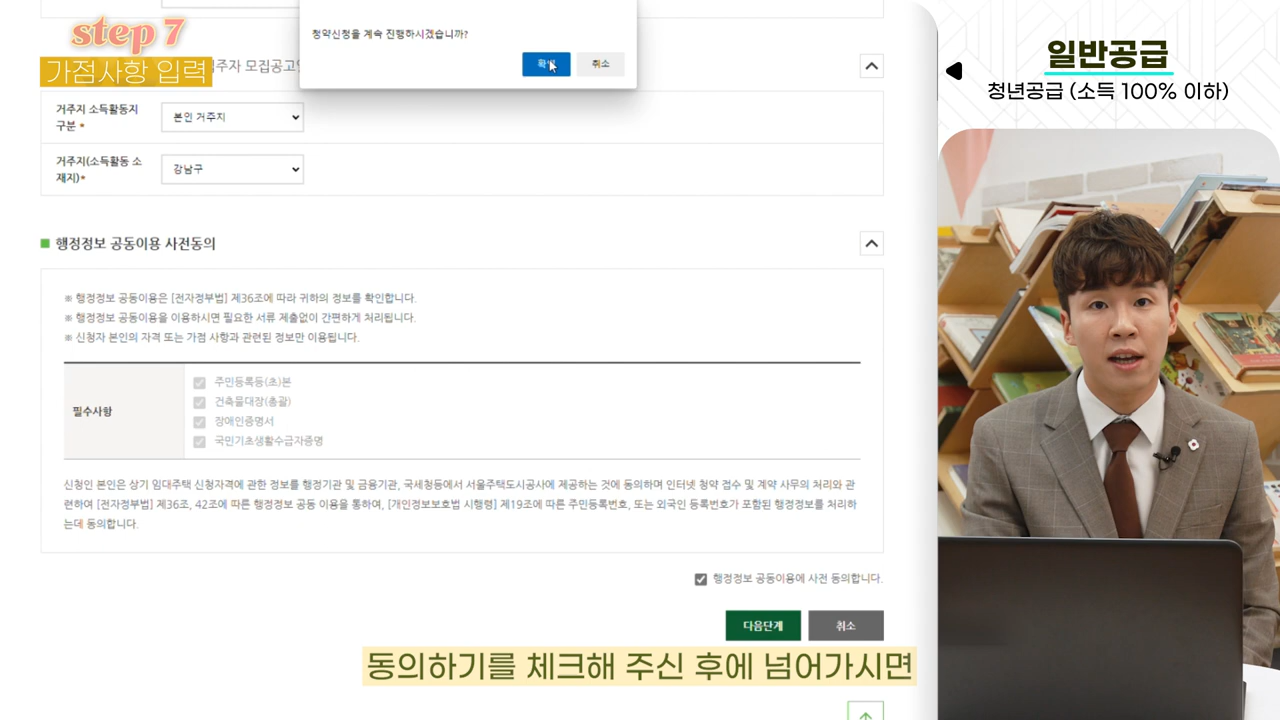 step 7
가점사항 입력
주자 모집공고일
청약신청을 계속 진행하시겠습니까?
취소
거주지 소득활동지
구분 *
본인 거주지
거주지(소득활동 소
재지)*
강남구
행정정보 공동이용 사전동의
※ 행정정보 공동이용은 [전자정부법] 제36조에 따라 귀하의 정보를 확인합니다.
※ 행정정보 공동이용을 이용하시면 필요한 서류 제출없이 간편하게 처리됩니다.
※ 신청자 본인의 자격 또는 가점 사항과 관련된 정보만 이용됩니다.
필수사항
주민등록등(초)본
건축물대장(총괄)
장애인증명서
국민기초생활수급자증명
신청인 본인은 상기 임대주택 신청자격에 관한 정보를 행정기관 및 금융기관, 국세청등에서 서울주택도시공사에 제공하는 것에 동의하며 인터넷 청약 접수 및 계약 사무의 처리와 관
련하여 [전자정부법] 제36조, 42조에 따른 행정정보 공동 이용을 통하여, [개인정보보호법 시행령] 제19조에 따른 주민등록번호, 또는 외국인 등록번호가 포함된 행정정보를 처리하
는데 동의합니다.
행정정보 공동이용에 사전 동의합니다.
다음단계
취소
동의하기를 체크해 주신 후에 넘어가시면
일반공급
청년공급 (소득 100% 이하)